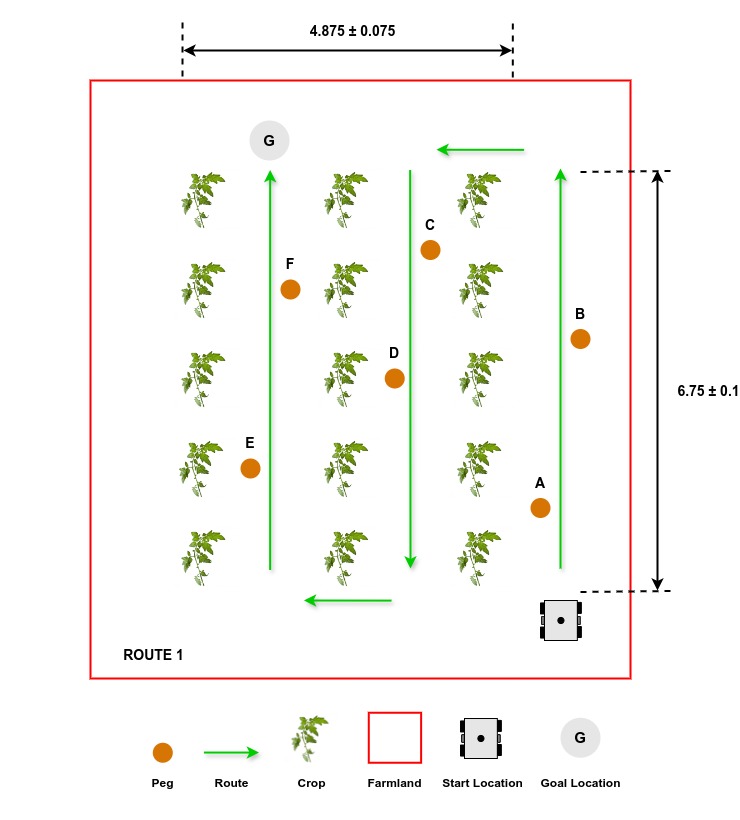 4.875 ± 0.075
G
C
F
B
D
6.75 ± 0.1
E
A
ROUTE 1
G
Peg
Route
Crop
Farmland
Start Location
Goal Location